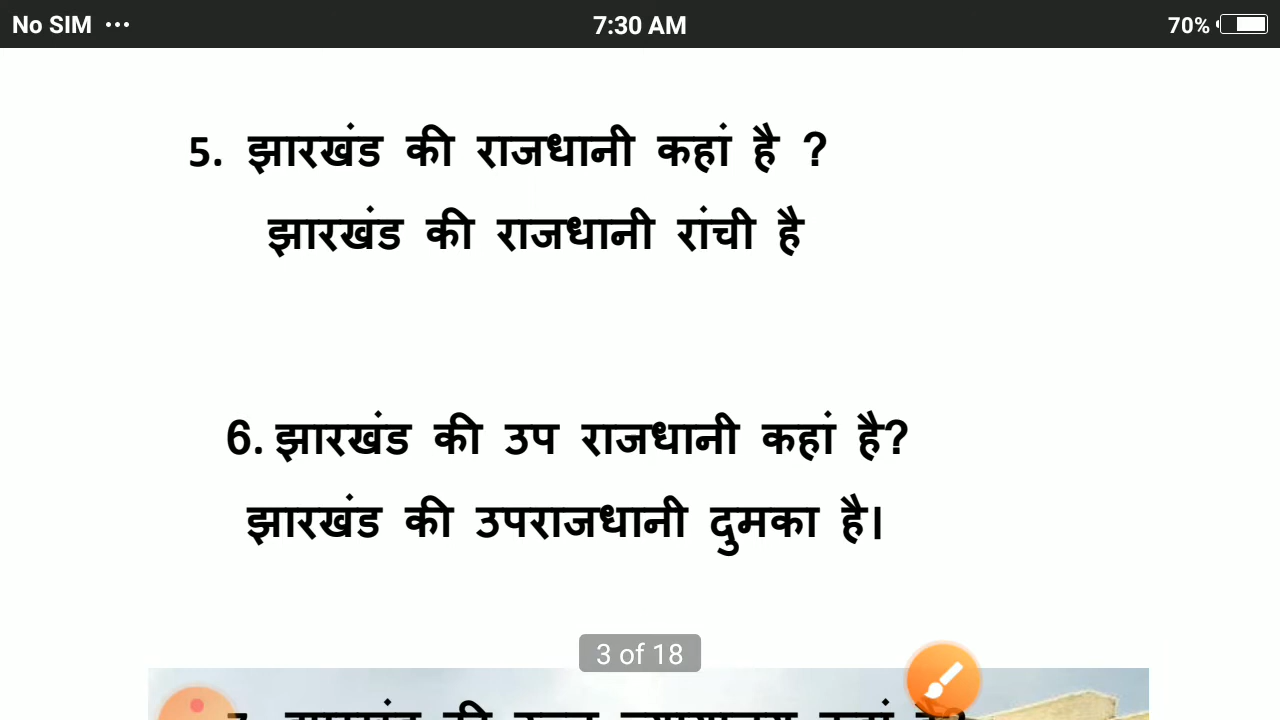 No SIM ... 7:30 AM 70%
5. झारखंड की राजधानी कहां है ?
झारखंड की राजधानी रांची है
6. झारखंड की उप राजधानी कहां है?
झारखंड की उपराजधानी दुमका है।
3 of 18